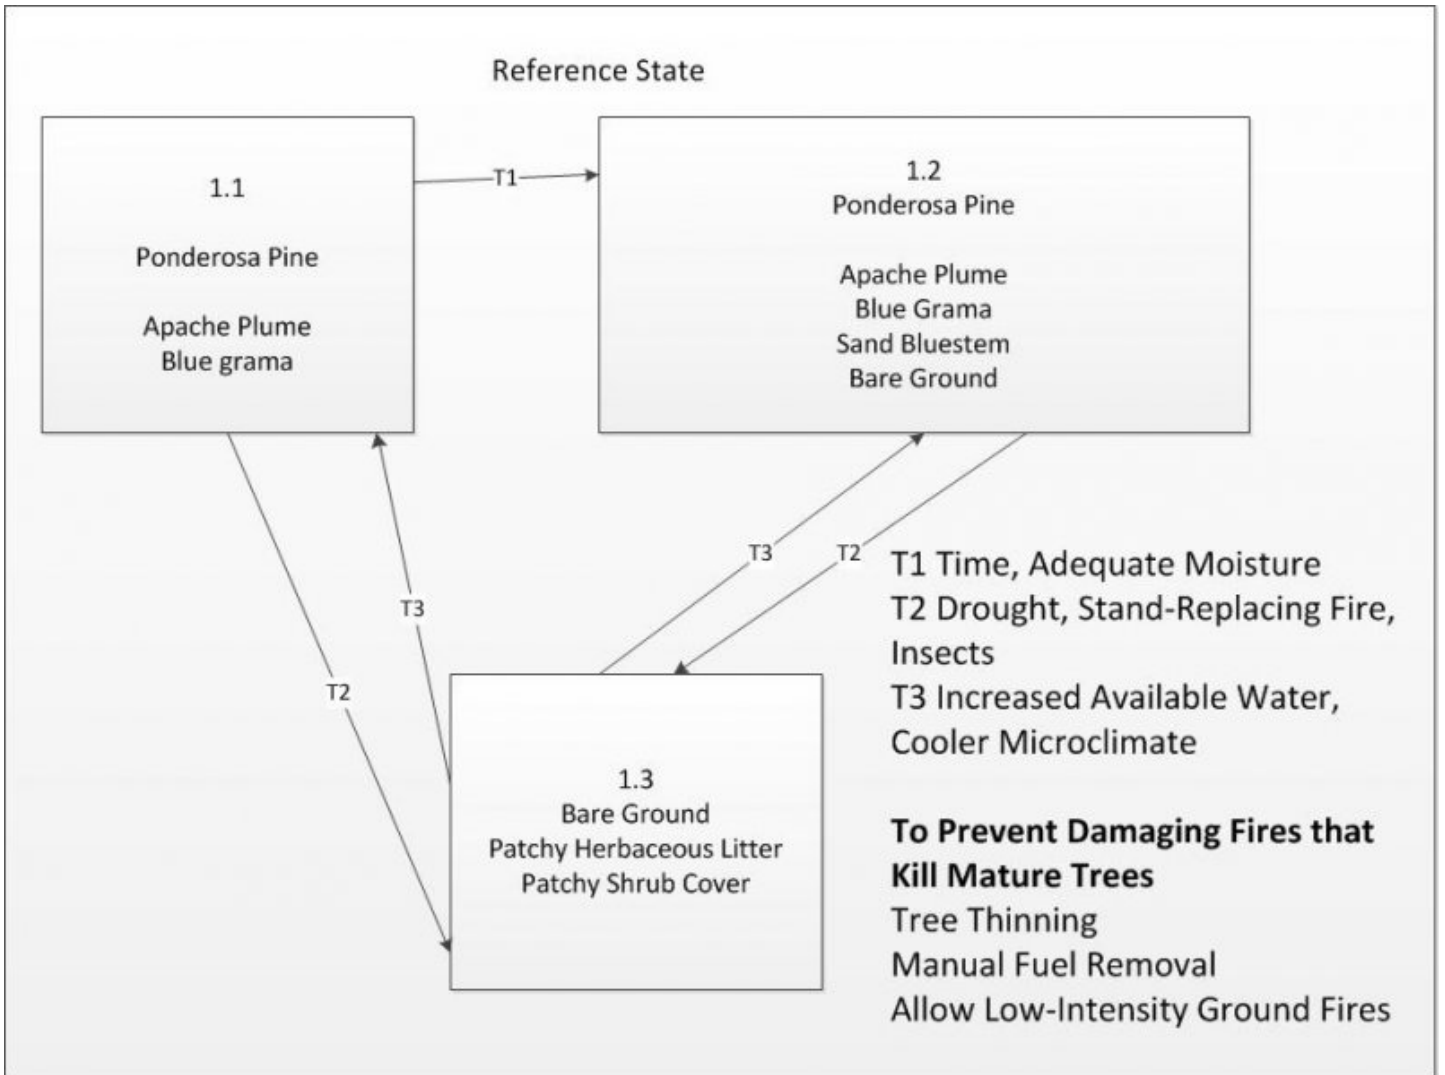 Reference State
1.1
Ponderosa Pine
Apache Plume
Blue grama
T1
1.2
Ponderosa Pine
Apache Plume
Blue Grama
Sand Bluestem
Bare Ground
T3
T2
T3
T2
1.3
Bare Ground
Patchy Herbaceous Litter
Patchy Shrub Cover
T1 Time, Adequate Moisture
T2 Drought, Stand-Replacing Fire,
Insects
T3 Increased Available Water,
Cooler Microclimate
To Prevent Damaging Fires that
Kill Mature Trees
Tree Thinning
Manual Fuel Removal
Allow Low-Intensity Ground Fires